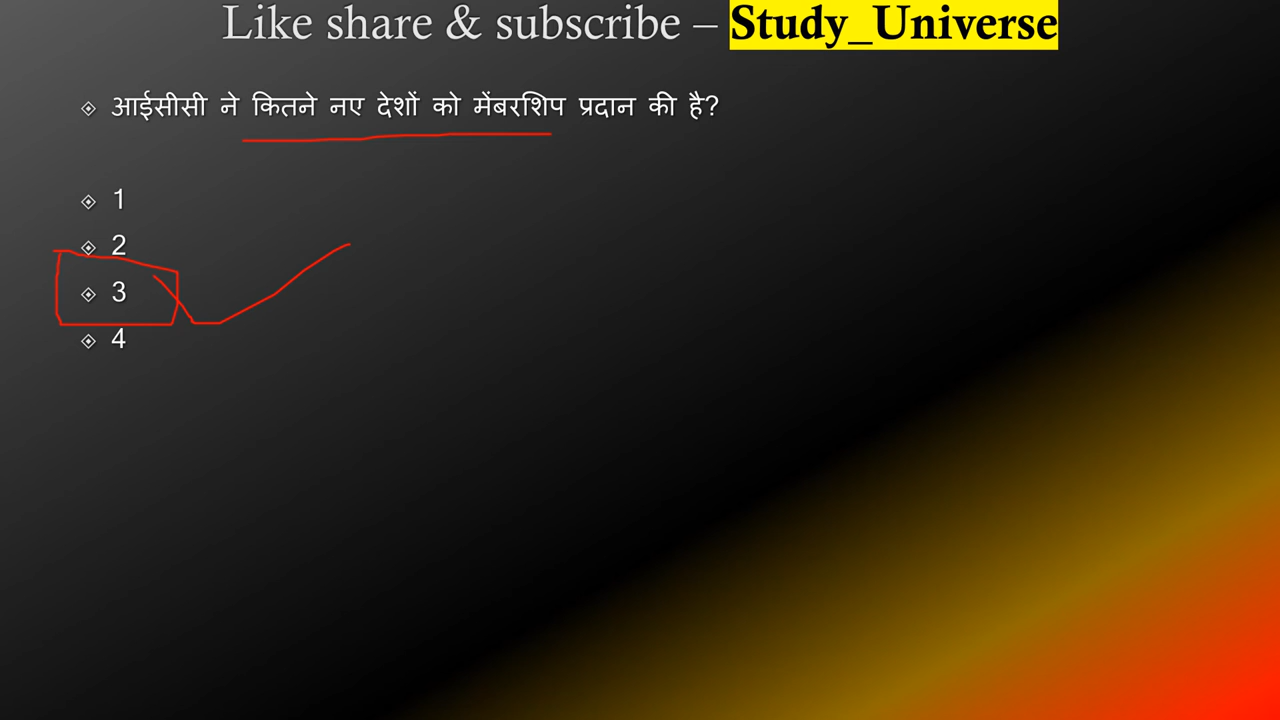 Like share & subscribe – Study_Universe
आईसीसी ने कितने नए देशों को मेंबरशिप प्रदान की है?
1
2
3
4